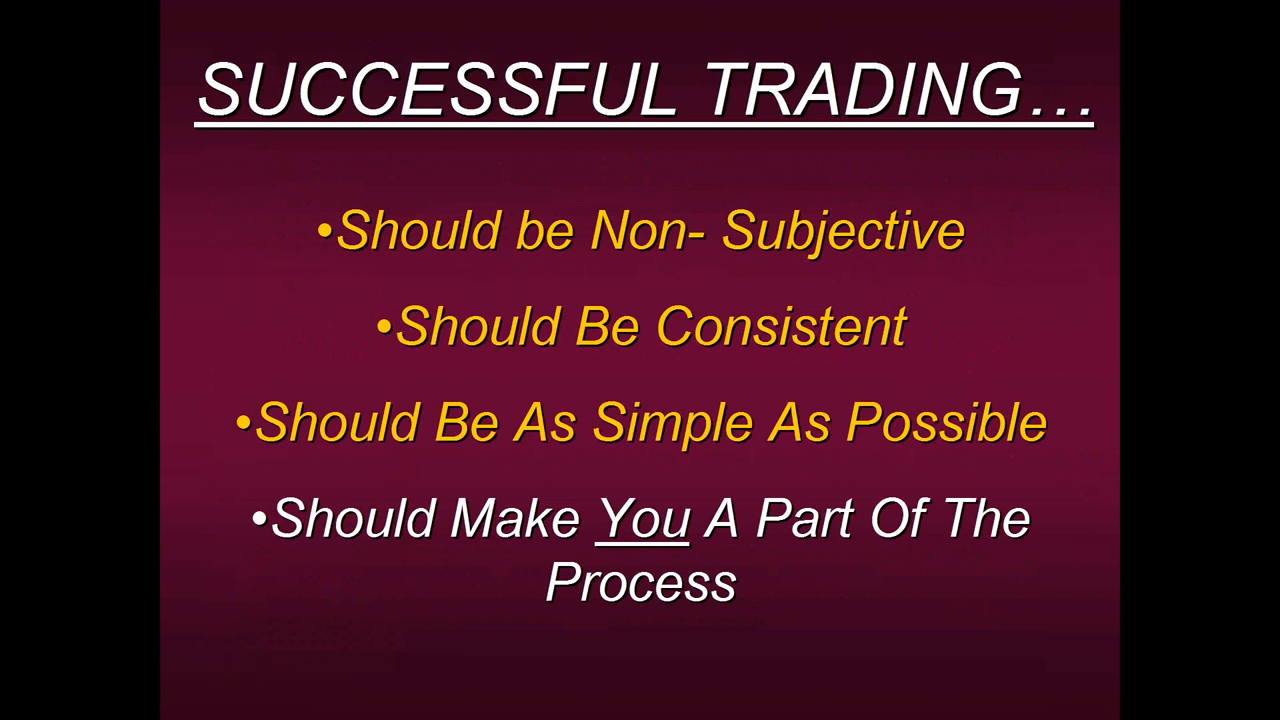 SUCCESSFUL TRADING…
•Should be Non- Subjective
•Should Be Consistent
•Should Be As Simple As Possible
•Should Make You A Part Of The
Process